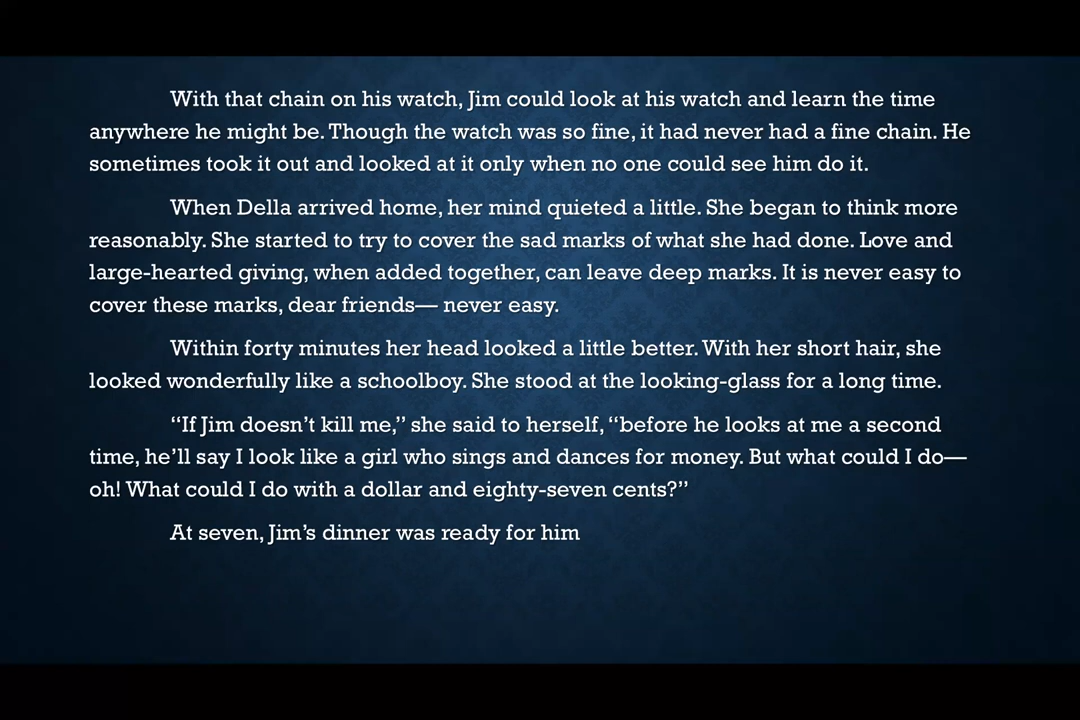 With that chain on his watch, Jim could look at his watch and learn the time
anywhere he might be. Though the watch was so fine, it had never had a fine chain. He
sometimes took it out and looked at it only when no one could see him do it.
When Della arrived home, her mind quieted a little. She began to think more
reasonably. She started to try to cover the sad marks of what she had done. Love and
large-hearted giving, when added together, can leave deep marks. It is never easy to
cover these marks, dear friends— never easy.
Within forty minutes her head looked a little better. With her short hair, she
looked wonderfully like a schoolboy. She stood at the looking-glass for a long time.
“If Jim doesn’t kill me,” she said to herself, “before he looks at me a second
time, he’ll say I look like a girl who sings and dances for money. But what could I do—
oh! What could I do with a dollar and eighty-seven cents?”
At seven, Jim’s dinner was ready for him